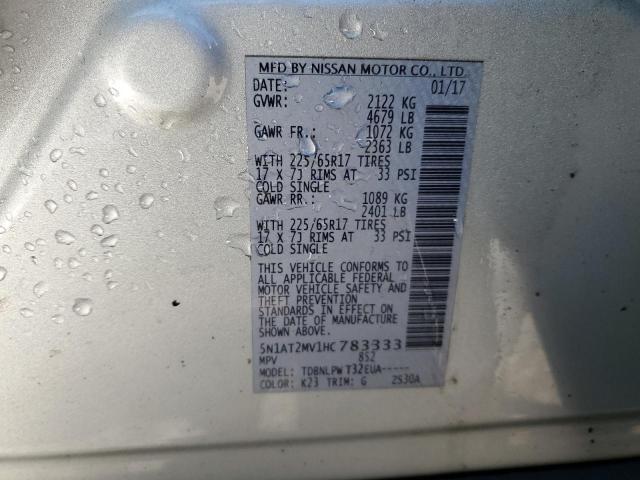 MFD BY NISSAN MOTOR CO., LTD.
DATE: 01/17
GVWR: 2122 KG
4679 LB
GAWR FR.: 1072 KG
2363 LB
WITH 225/65R17 TIRES
17 X 7J RIMS AT 33 PSI
COLD SINGLE
GAWR RR.: 1089 KG
2401 LB
WITH 225/65R17 TIRES
17 X 7J RIMS AT 33 PSI
COLD SINGLE
THIS VEHICLE CONFORMS TO
ALL APPLICABLE FEDERAL
MOTOR VEHICLE SAFETY AND
THEFT PREVENTION
STANDARDS IN EFFECT ON
THE DATE OF MANUFACTURE
SHOWN ABOVE.
5N1AT2MV1HC783333
MPV 852
MODEL: TDBNLPW T32EUA-----
COLOR: K23 TRIM: G 2530A